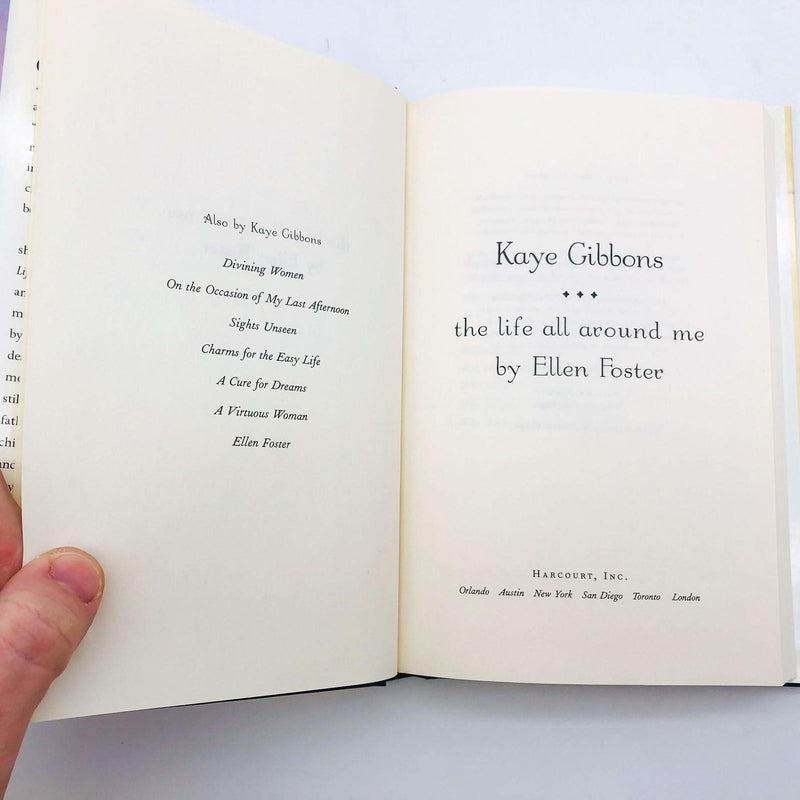 Also by Kaye Gibbons
Divining Women
On the Occasion of My Last Afternoon
Sights Unseen
Charms for the Easy Life
A Cure for Dreams
A Virtuous Woman
Ellen Foster
Kaye Gibbons
the life all around me
by Ellen Foster
Harcourt, Inc.
Orlando Austin New York San Diego Toronto London